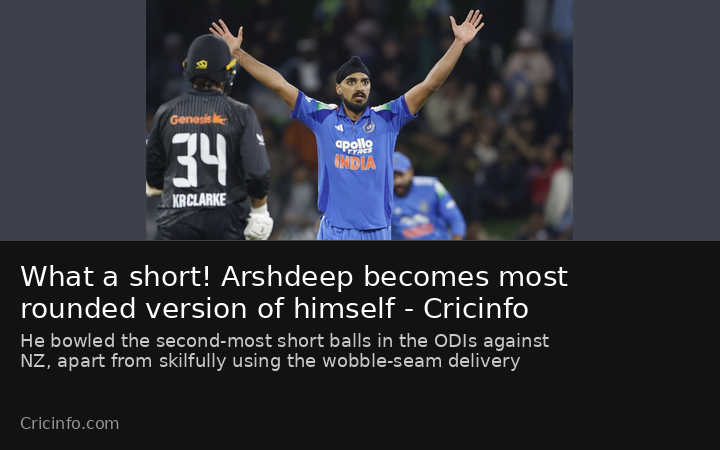 Genesis
34
KR CLARKE
apollo
TYRES
INDIA
What a short! Arshdeep becomes most
rounded version of himself - Cricinfo
He bowled the second-most short balls in the ODIs against
NZ, apart from skilfully using the wobble-seam delivery
Cricinfo.com